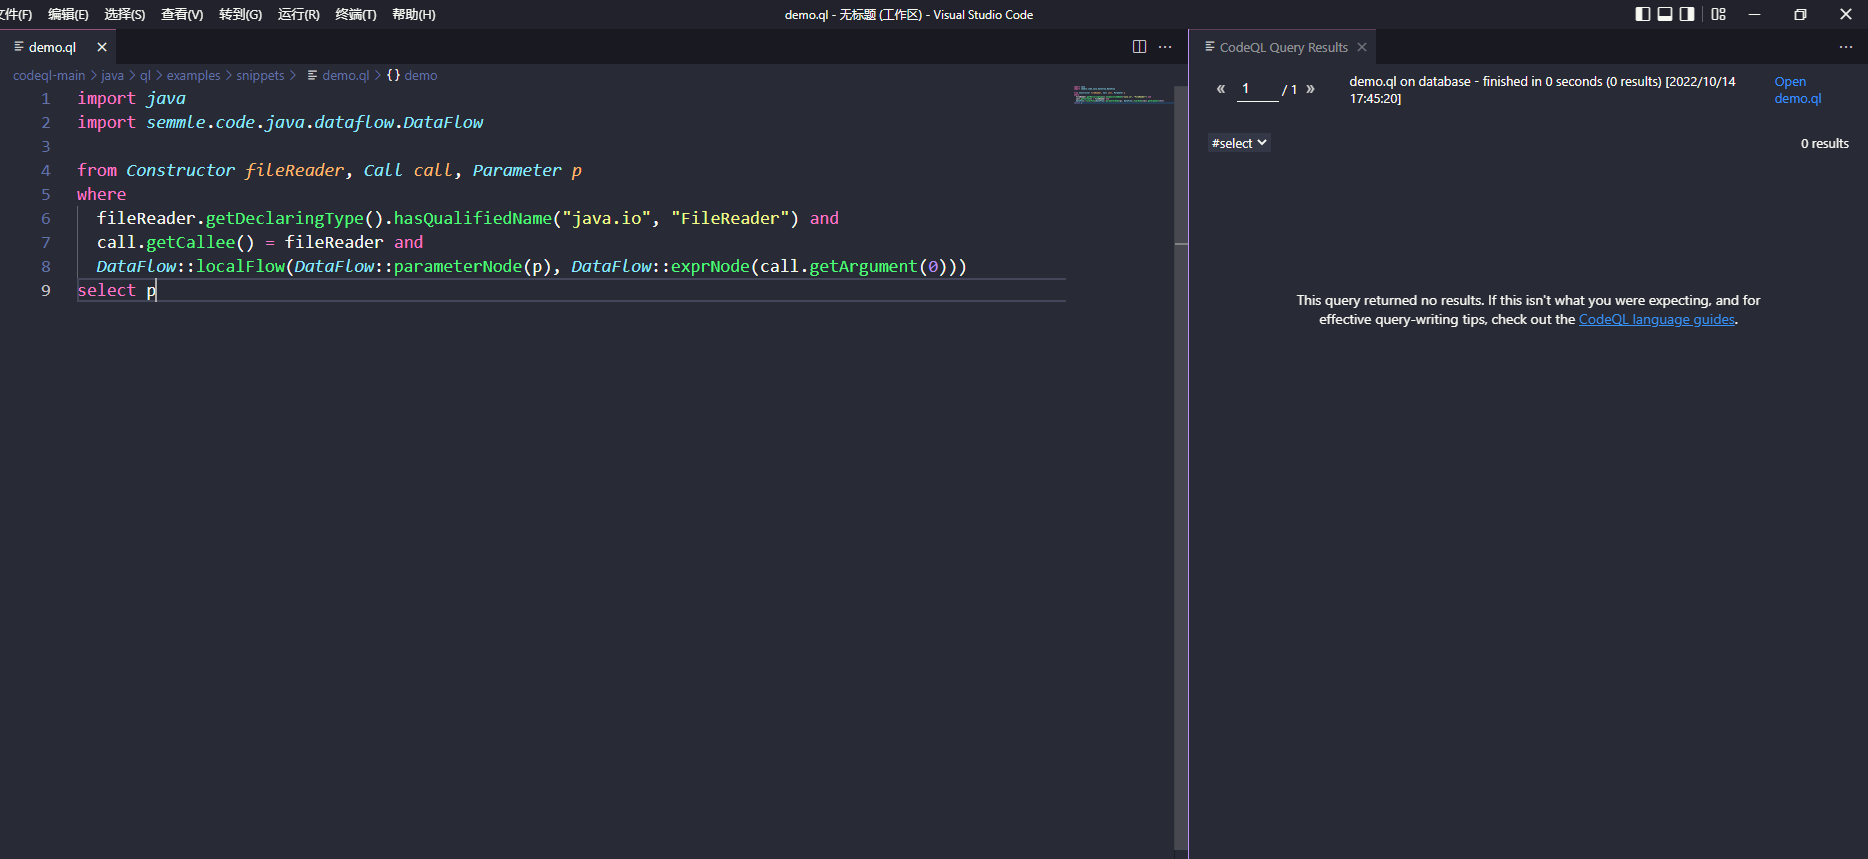 文件(F) 编辑(E) 选择(S) 查看(V) 转到(G) 运行(R) 终端(T) 帮助(H)
demo.ql - 无标题 (工作区) - Visual Studio Code
demo.ql
codeql-main > java > ql > examples > snippets > demo.ql > {} demo
1 import java
2 import semmle.code.java.dataflow.DataFlow
3
4 from Constructor fileReader, Call call, Parameter p
5 where
6 fileReader.getDeclaringType().hasQualifiedName("java.io", "FileReader") and
7 call.getCallee() = fileReader and
8 DataFlow::localFlow(DataFlow::parameterNode(p), DataFlow::exprNode(call.getArgument(0)))
9 select p
CodeQL Query Results
« 1 / 1 »
demo.ql on database - finished in 0 seconds (0 results) [2022/10/14
17:45:20]
Open
demo.ql
#select
0 results
This query returned no results. If this isn't what you were expecting, and for
effective query-writing tips, check out the CodeQL language guides.